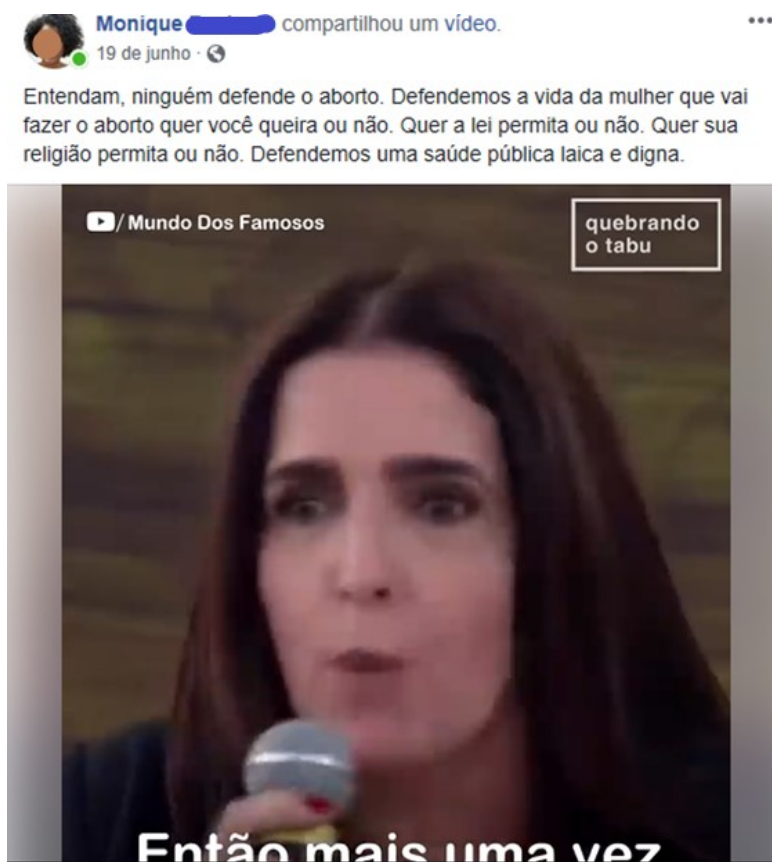 Monique compartilhou um vídeo.
19 de junho ·
Entendam, ninguém defende o aborto. Defendemos a vida da mulher que vai
fazer o aborto quer você queira ou não. Quer a lei permita ou não. Quer sua
religião permita ou não. Defendemos uma saúde pública laica e digna.
/Mundo Dos Famosos
quebrando
o tabu
Então mais uma vez